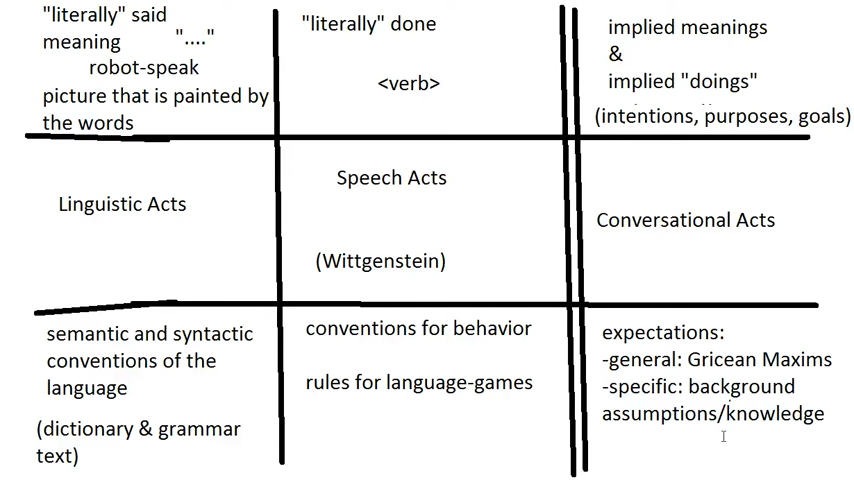 "literally" said
meaning "...."
robot-speak
picture that is painted by
the words
"literally" done
<verb>
implied meanings
&
implied "doings"
(intentions, purposes, goals)
Linguistic Acts
Speech Acts
(Wittgenstein)
Conversational Acts
semantic and syntactic
conventions of the
language
(dictionary & grammar
text)
conventions for behavior
rules for language-games
expectations:
-general: Gricean Maxims
-specific: background
assumptions/knowledge